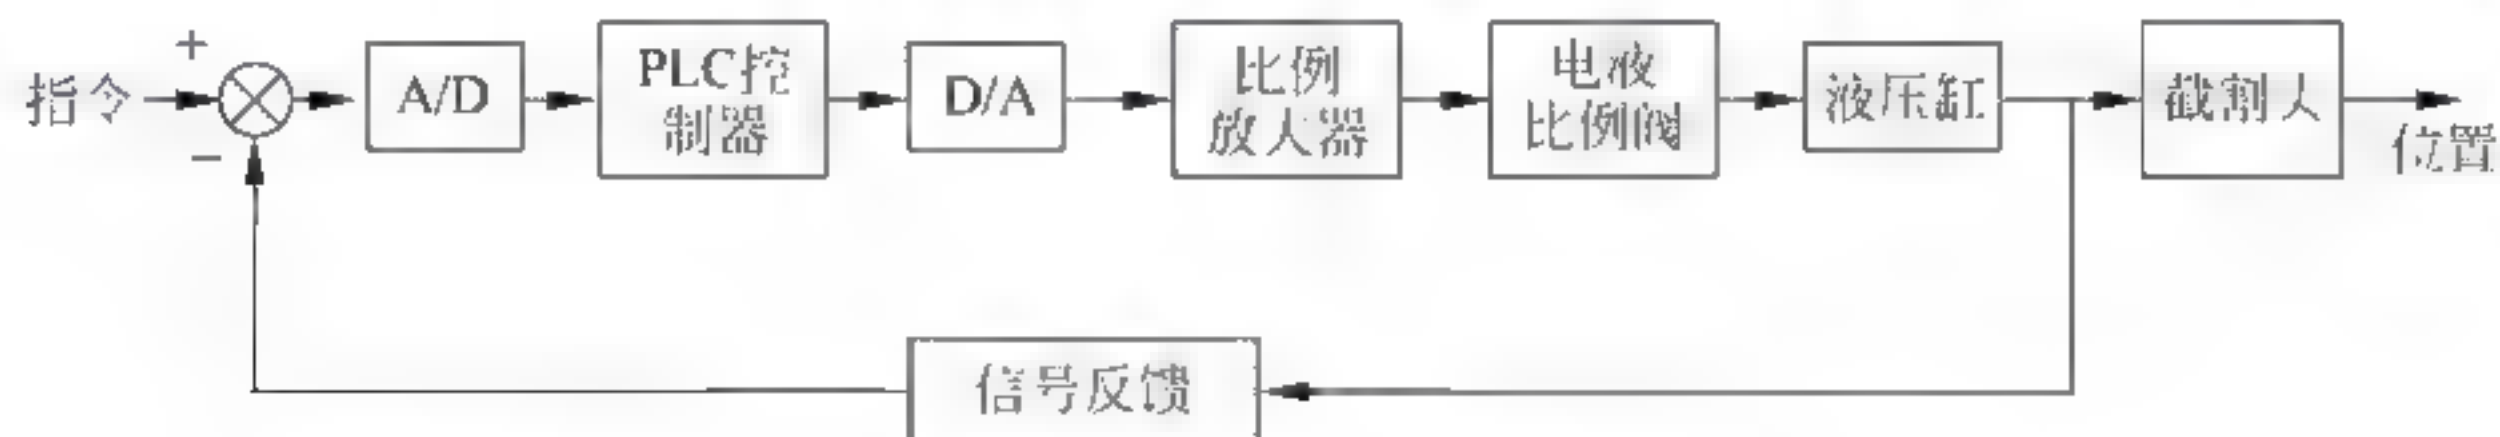 +
指令
−
A/D
PLC控
制器
D/A
比例
放大器
电液
比例阀
液压缸
截割
位置
信号反馈